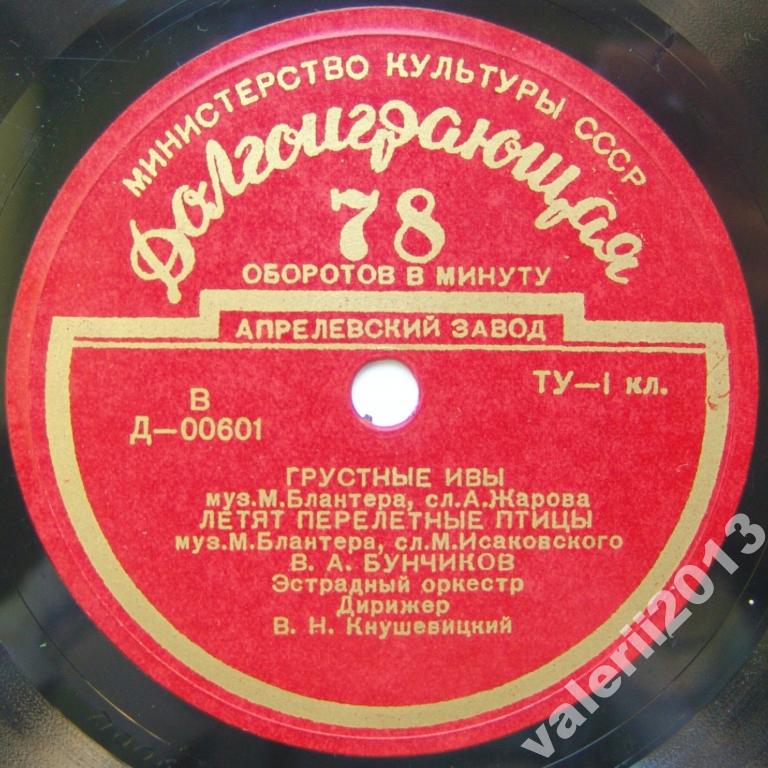 МИНИСТЕРСТВО КУЛЬТУРЫ СССР
Долгоиграющая
78
ОБОРОТОВ В МИНУТУ
АПРЕЛЕВСКИЙ ЗАВОД
В
Д—00601
ТУ—I кл.
ГРУСТНЫЕ ИВЫ
муз.М.Блантера, сл.А.Жарова
ЛЕТЯТ ПЕРЕЛЕТНЫЕ ПТИЦЫ
муз.М.Блантера, сл.М.Исаковского
В. А. БУНЧИКОВ
Эстрадный оркестр
Дирижер
В. Н. Кнушевицкий
valerii2013